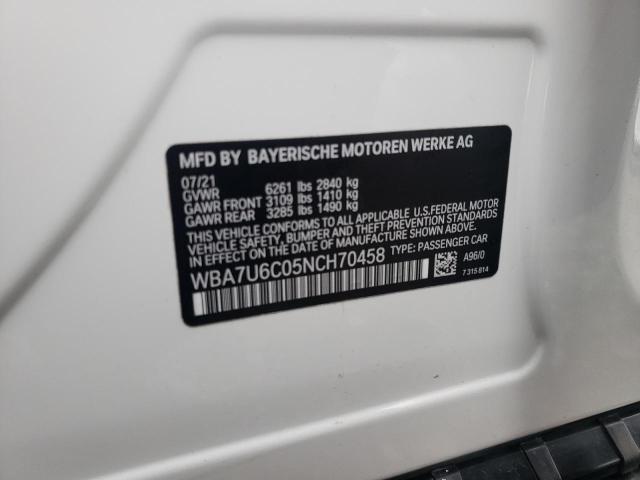 MFD BY BAYERISCHE MOTOREN WERKE AG
07/21
GVWR 6261 lbs 2840 kg
GAWR FRONT 3109 lbs 1410 kg
GAWR REAR 3285 lbs 1490 kg
THIS VEHICLE CONFORMS TO ALL APPLICABLE U.S.FEDERAL MOTOR
VEHICLE SAFETY, BUMPER, AND THEFT PREVENTION STANDARDS
IN EFFECT ON THE DATE OF MANUFACTURE SHOWN ABOVE.
WBA7U6C05NCH70458 TYPE: PASSENGER CAR
A96/0
7 315 814